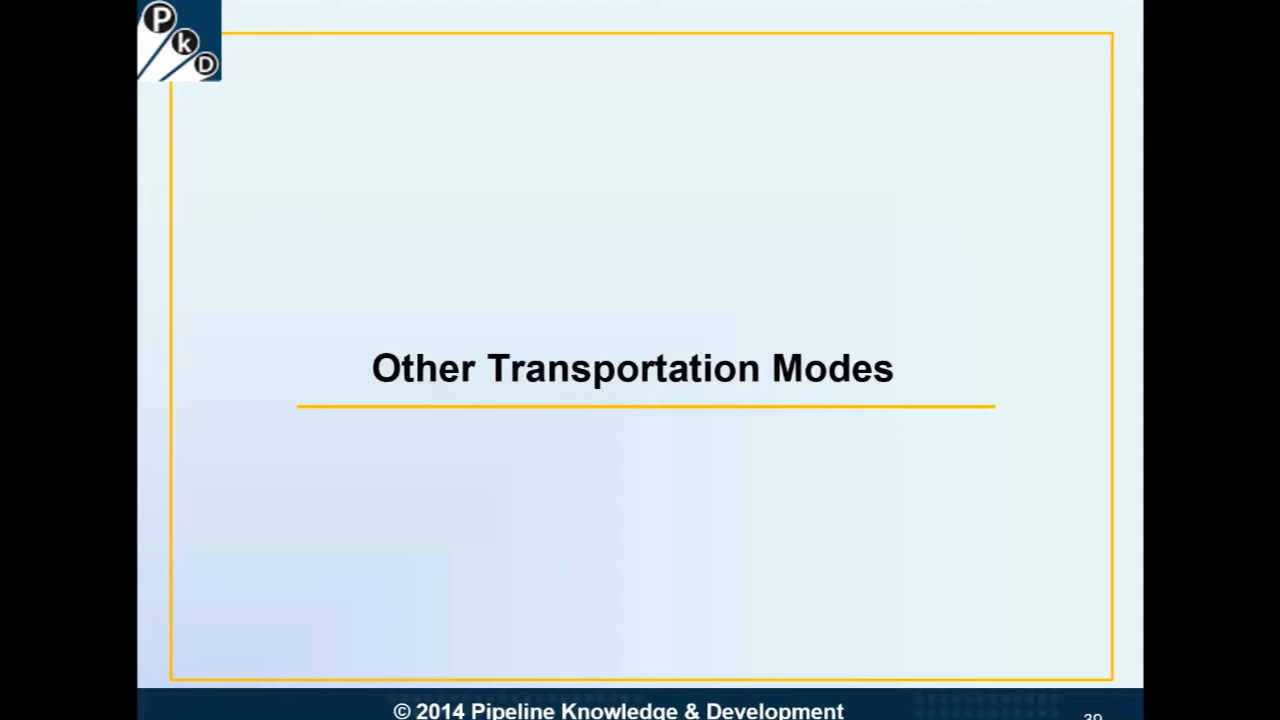 P
k
D
Other Transportation Modes
© 2014 Pipeline Knowledge & Development